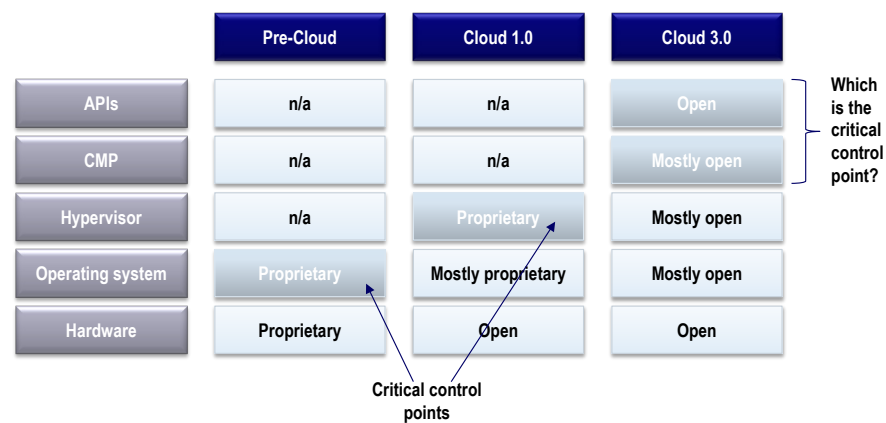 Pre-Cloud Cloud 1.0 Cloud 3.0
APIs n/a n/a Open
CMP n/a n/a Mostly open
Hypervisor n/a Proprietary Mostly open
Operating system Proprietary Mostly proprietary Mostly open
Hardware Proprietary Open Open
Which
is the
critical
control
point?
Critical control
points